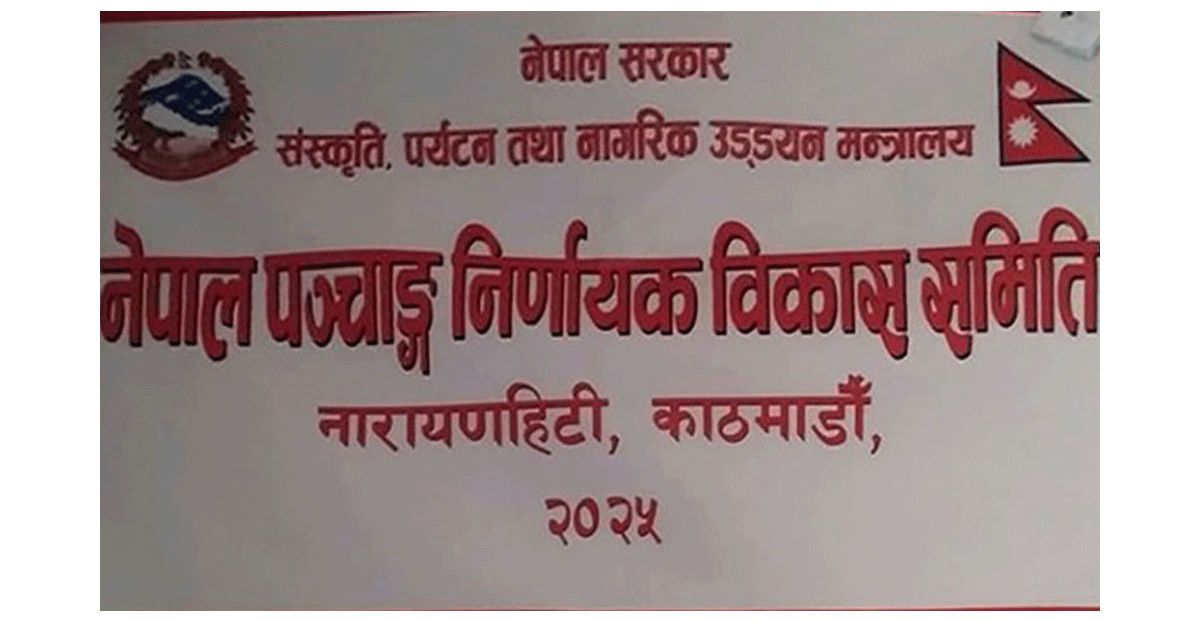 नेपाल सरकार
संस्कृति, पर्यटन तथा नागरिक उड्डयन मन्त्रालय
नेपाल पञ्चाङ्ग निर्णायक विकास समिति
नारायणहिटी, काठमाडौँ,
२०२५